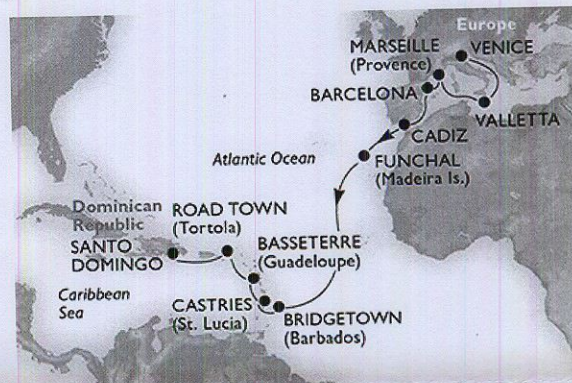 Europe
MARSEILLE
(Provence)
VENICE
BARCELONA
VALLETTA
CADIZ
Atlantic Ocean
FUNCHAL
(Madeira Is.)
Dominican
Republic
ROAD TOWN
(Tortola)
SANTO
DOMINGO
BASSETERRE
(Guadeloupe)
Caribbean
Sea
CASTRIES
(St. Lucia)
BRIDGETOWN
(Barbados)